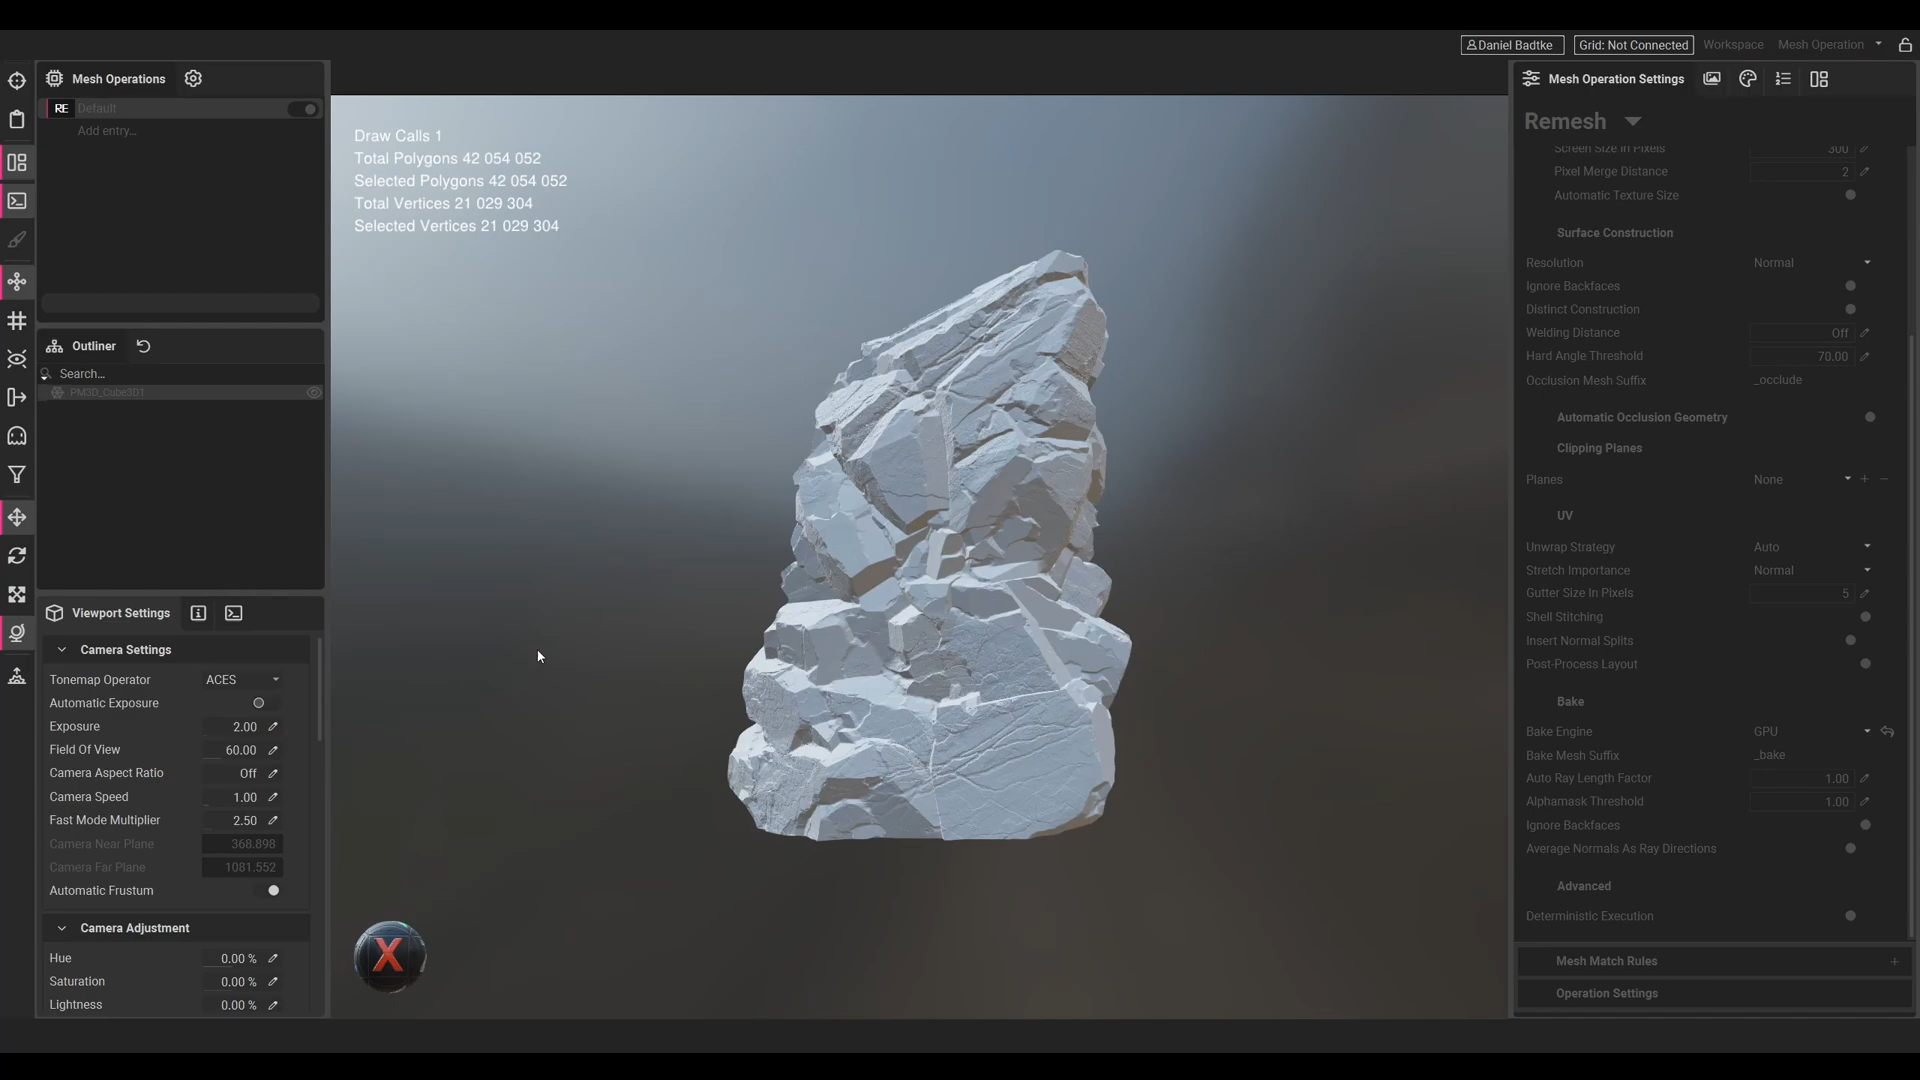 Daniel Badtke
Grid: Not Connected
Workspace
Mesh Operation
Mesh Operations
RE Default
Add entry...
Draw Calls 1
Total Polygons 42 054 052
Selected Polygons 42 054 052
Total Vertices 21 029 304
Selected Vertices 21 029 304
Outliner
Search...
PM3D_Cube3D1
Viewport Settings
Camera Settings
Tonemap Operator ACES
Automatic Exposure
Exposure 2.00
Field Of View 60.00
Camera Aspect Ratio Off
Camera Speed 1.00
Fast Mode Multiplier 2.50
Camera Near Plane 368.898
Camera Far Plane 1081.552
Automatic Frustum
Camera Adjustment
Hue 0.00 %
Saturation 0.00 %
Lightness 0.00 %
X
Mesh Operation Settings
Remesh
Screen Size In Pixels 300
Pixel Merge Distance 2
Automatic Texture Size
Surface Construction
Resolution Normal
Ignore Backfaces
Distinct Construction
Welding Distance Off
Hard Angle Threshold 70.00
Occlusion Mesh Suffix _occlude
Automatic Occlusion Geometry
Clipping Planes
Planes None
UV
Unwrap Strategy Auto
Stretch Importance Normal
Gutter Size In Pixels 5
Shell Stitching
Insert Normal Splits
Post-Process Layout
Bake
Bake Engine GPU
Bake Mesh Suffix _bake
Auto Ray Length Factor 1.00
Alphamask Threshold 1.00
Ignore Backfaces
Average Normals As Ray Directions
Advanced
Deterministic Execution
Mesh Match Rules
Operation Settings